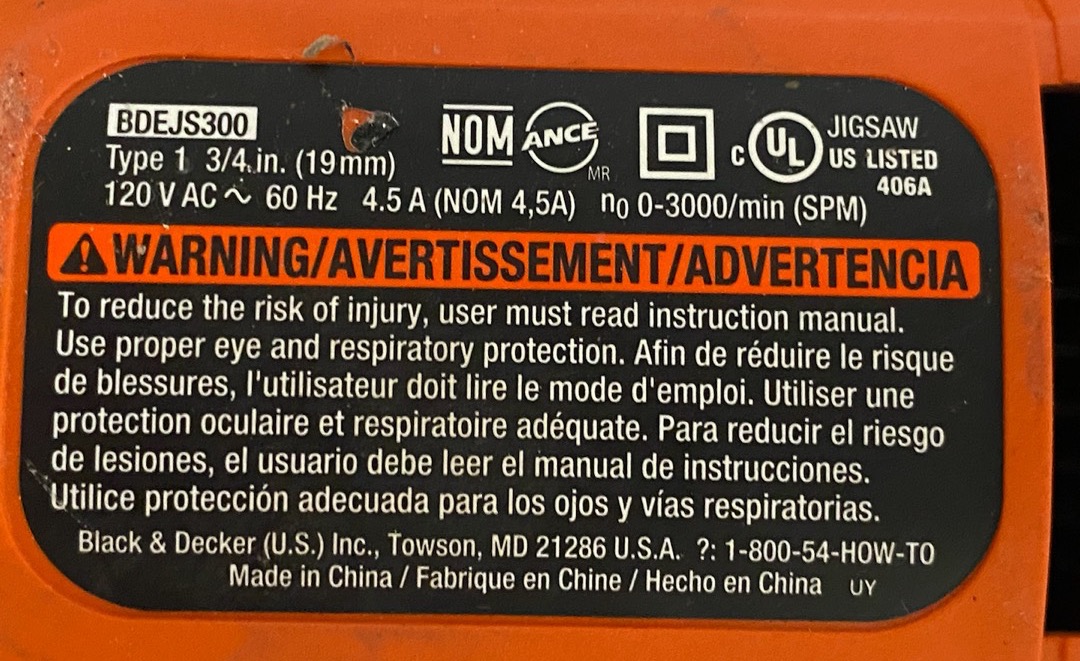 BDEJS300
Type 1 3/4 in. (19mm)
NOM ANCE MR
c UL US LISTED
JIGSAW
406A
120 V AC ~ 60 Hz 4.5 A (NOM 4,5A) n0 0-3000/min (SPM)
WARNING/AVERTISSEMENT/ADVERTENCIA
To reduce the risk of injury, user must read instruction manual.
Use proper eye and respiratory protection. Afin de réduire le risque
de blessures, l'utilisateur doit lire le mode d'emploi. Utiliser une
protection oculaire et respiratoire adéquate. Para reducir el riesgo
de lesiones, el usuario debe leer el manual de instrucciones.
Utilice protección adecuada para los ojos y vías respiratorias.
Black & Decker (U.S.) Inc., Towson, MD 21286 U.S.A. ?: 1-800-54-HOW-TO
Made in China / Fabrique en Chine / Hecho en China UY